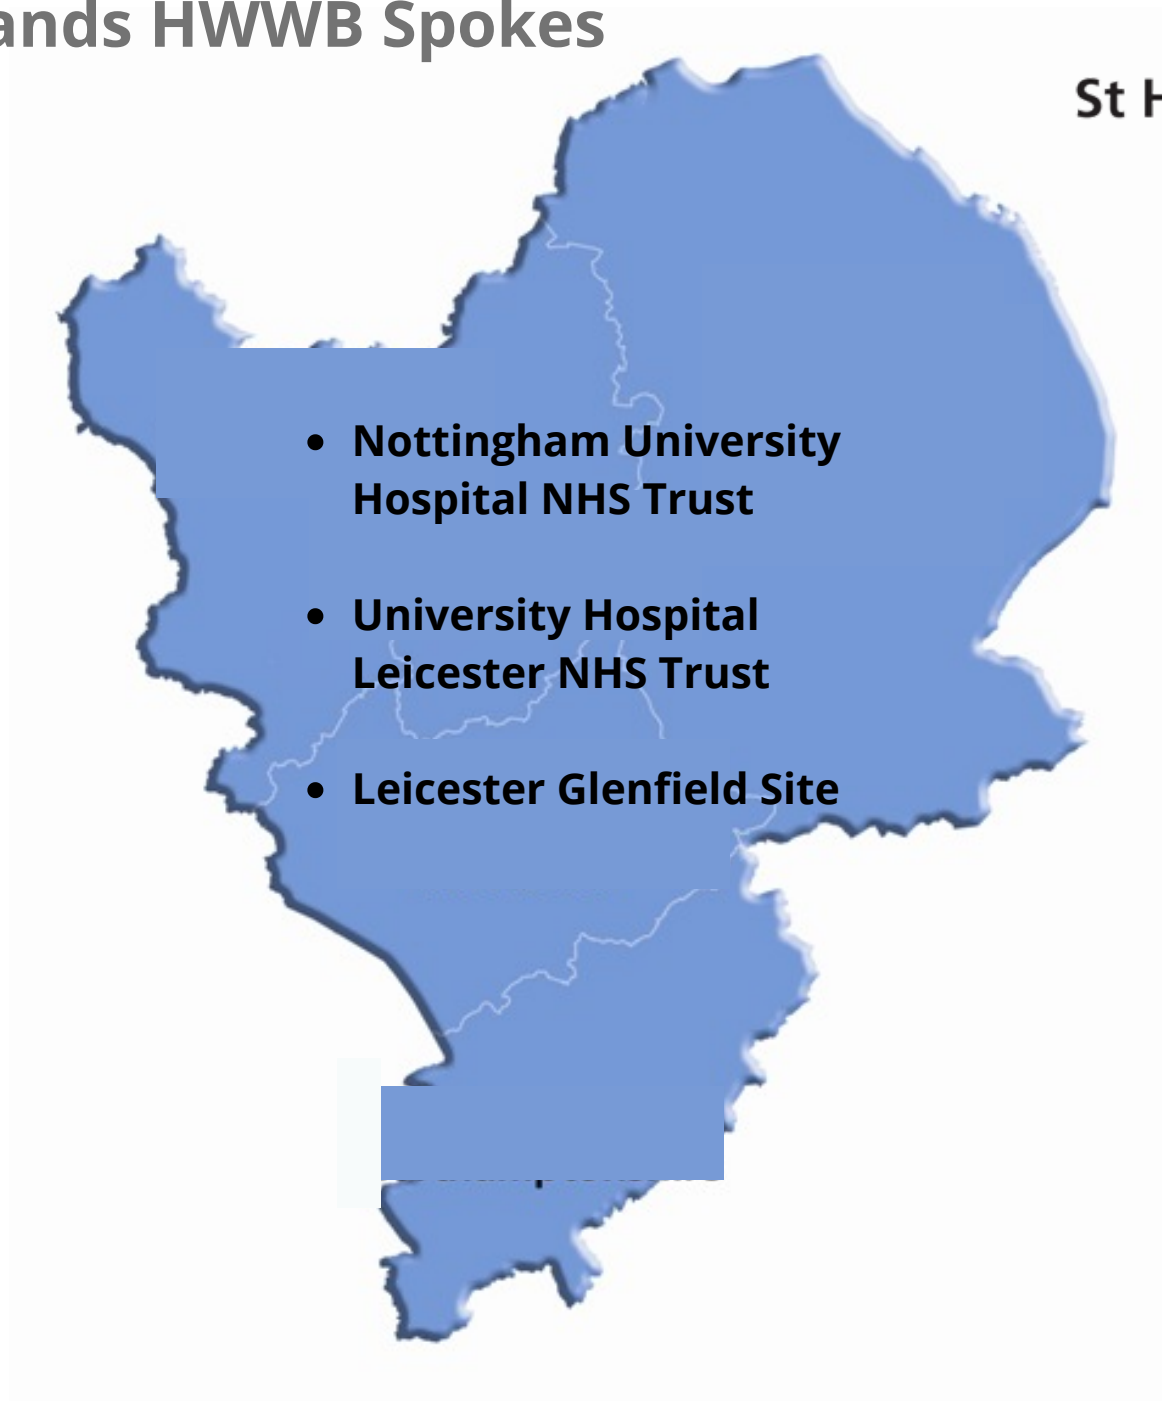 ands HWWB Spokes
St H
• Nottingham University
Hospital NHS Trust
• University Hospital
Leicester NHS Trust
• Leicester Glenfield Site